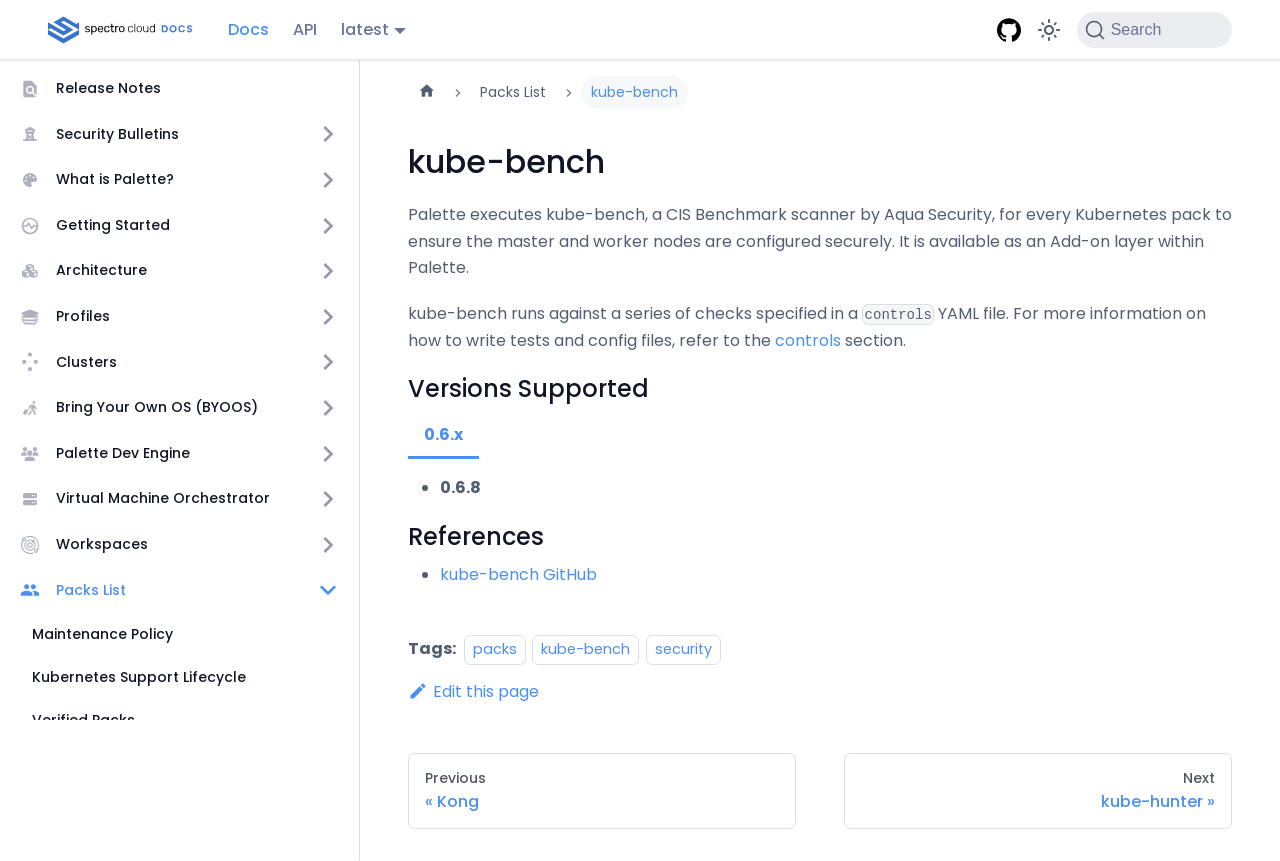 spectro cloud DOCS Docs API latest Search
Release Notes
Security Bulletins
What is Palette?
Getting Started
Architecture
Profiles
Clusters
Bring Your Own OS (BYOOS)
Palette Dev Engine
Virtual Machine Orchestrator
Workspaces
Packs List
Maintenance Policy
Kubernetes Support Lifecycle
Verified Packs
Packs List kube-bench
kube-bench
Palette executes kube-bench, a CIS Benchmark scanner by Aqua Security, for every Kubernetes pack to
ensure the master and worker nodes are configured securely. It is available as an Add-on layer within
Palette.
kube-bench runs against a series of checks specified in a controls YAML file. For more information on
how to write tests and config files, refer to the controls section.
Versions Supported
0.6.x
0.6.8
References
kube-bench GitHub
Tags: packs kube-bench security
Edit this page
Previous
« Kong
Next
kube-hunter »